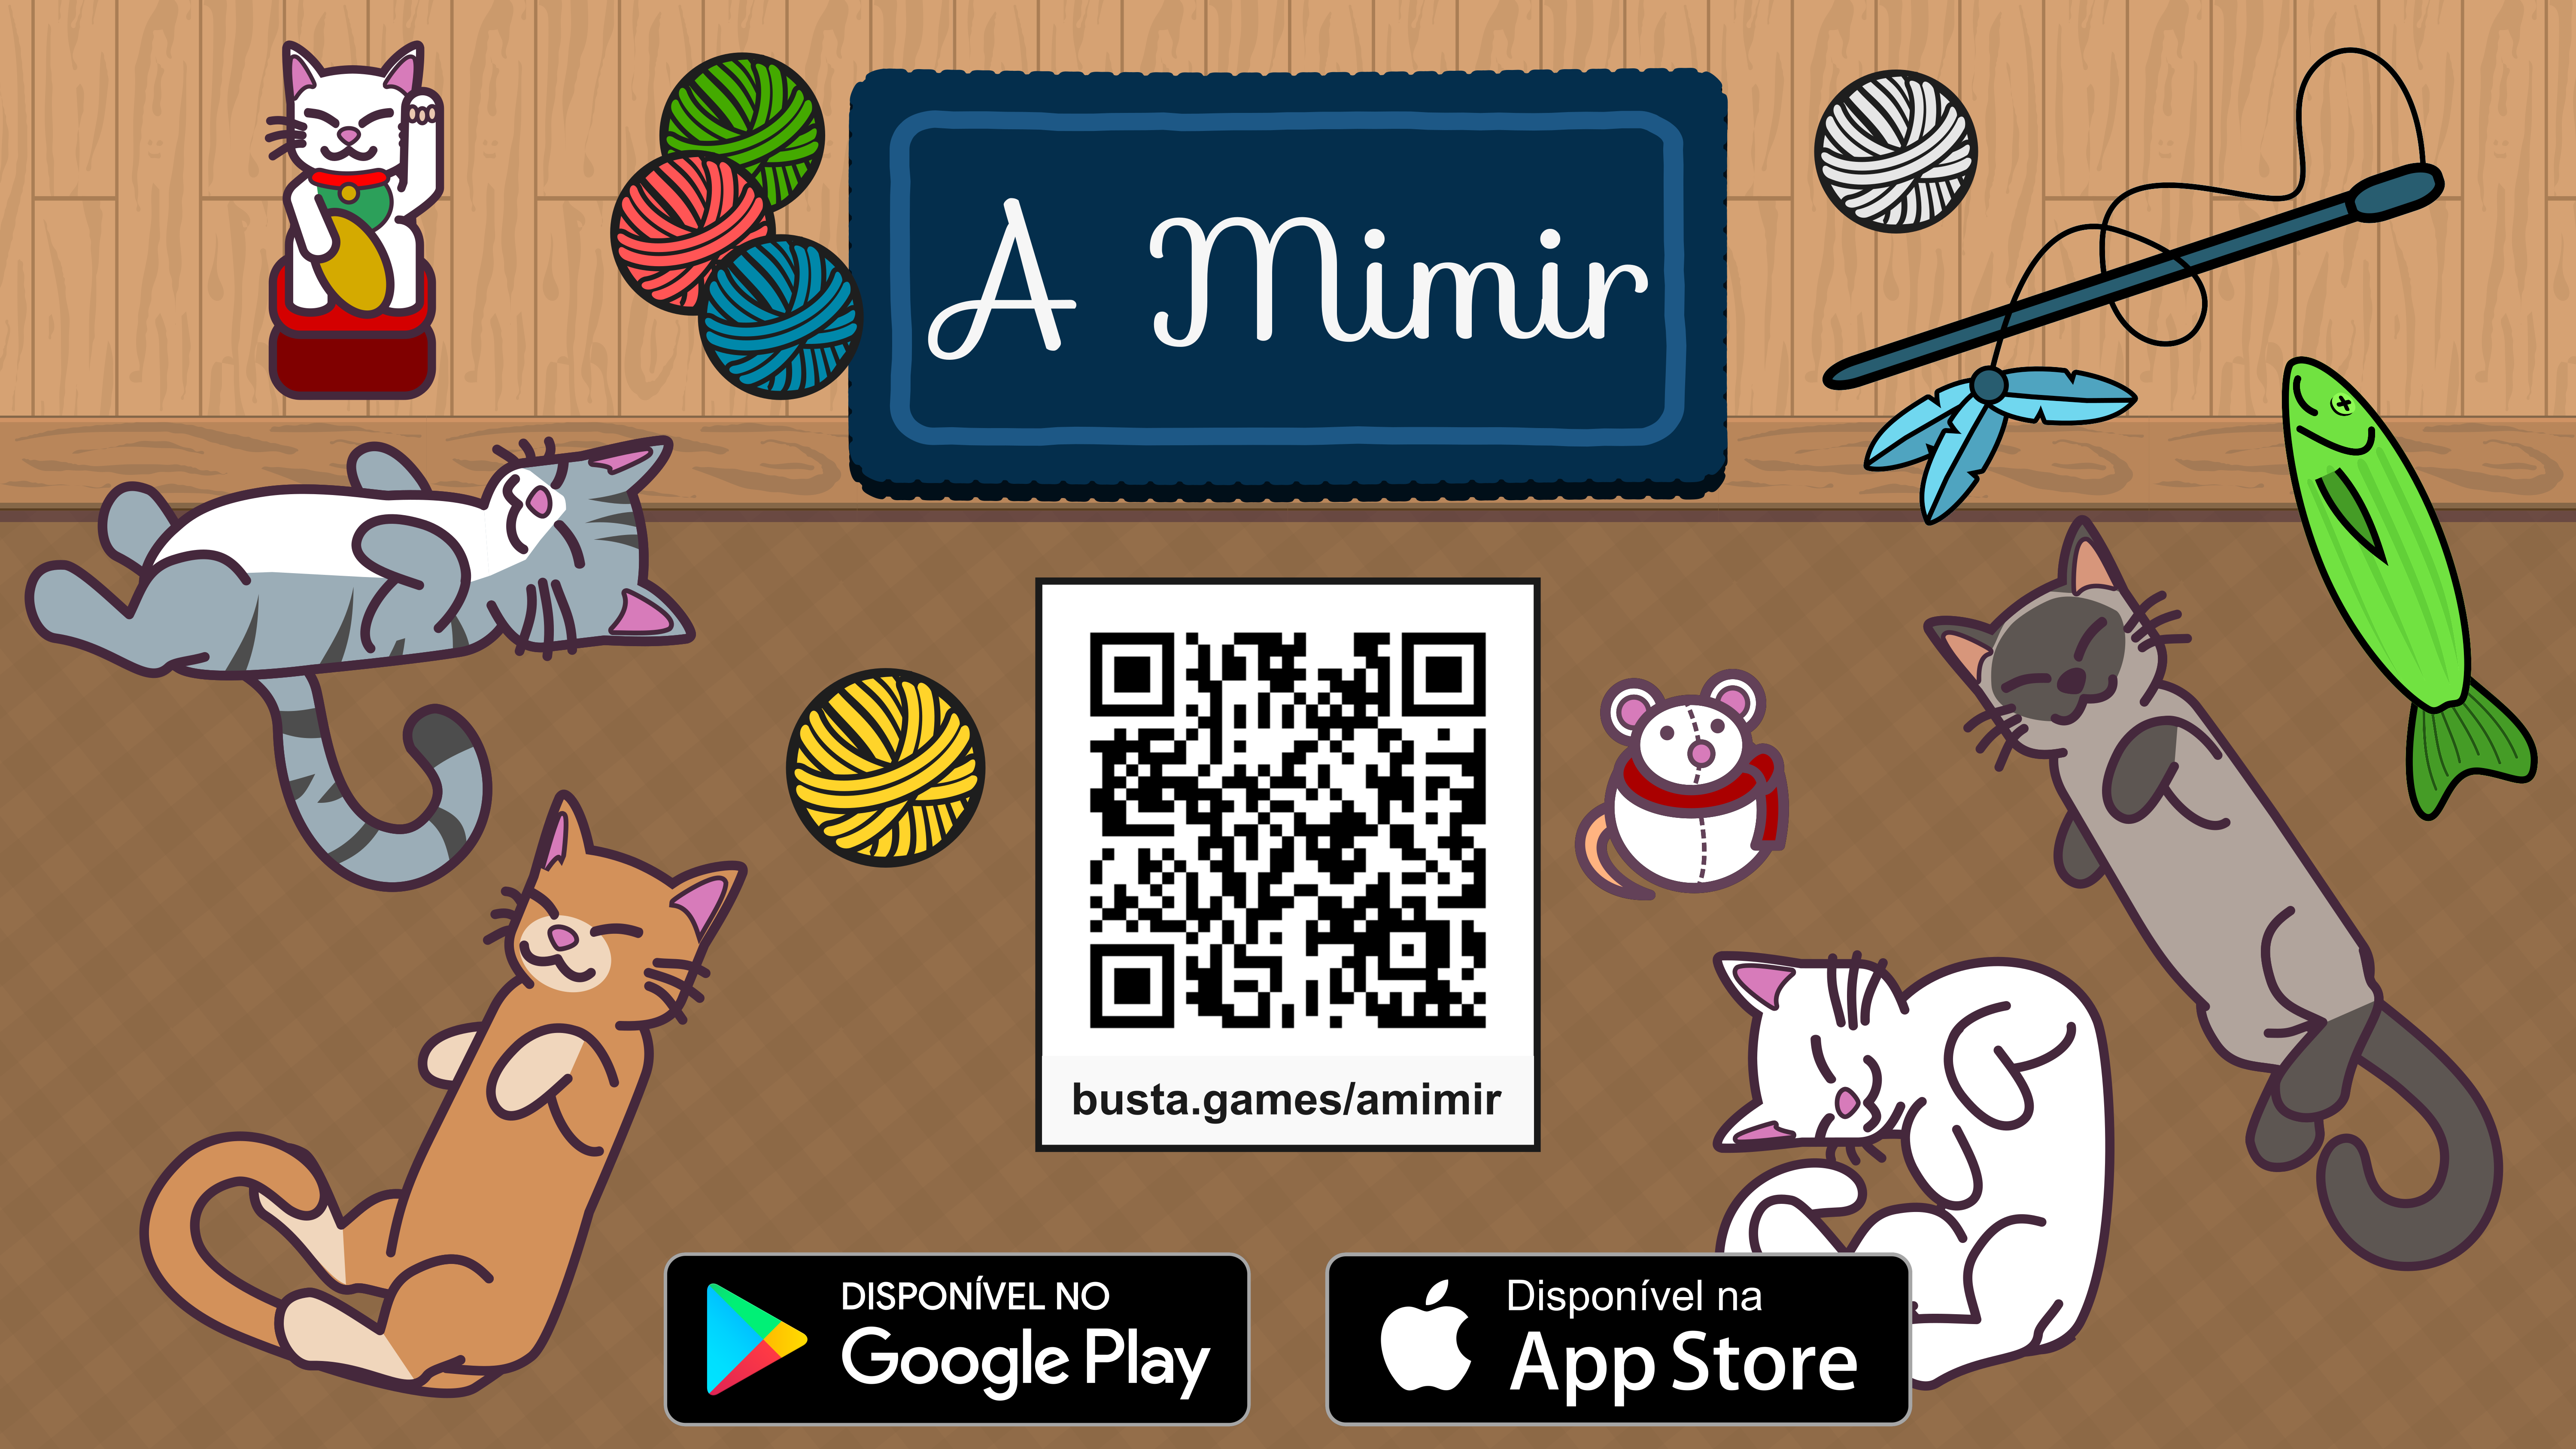 A Mimir
busta.games/amimir
DISPONÍVEL NO
Google Play
Disponível na
App Store